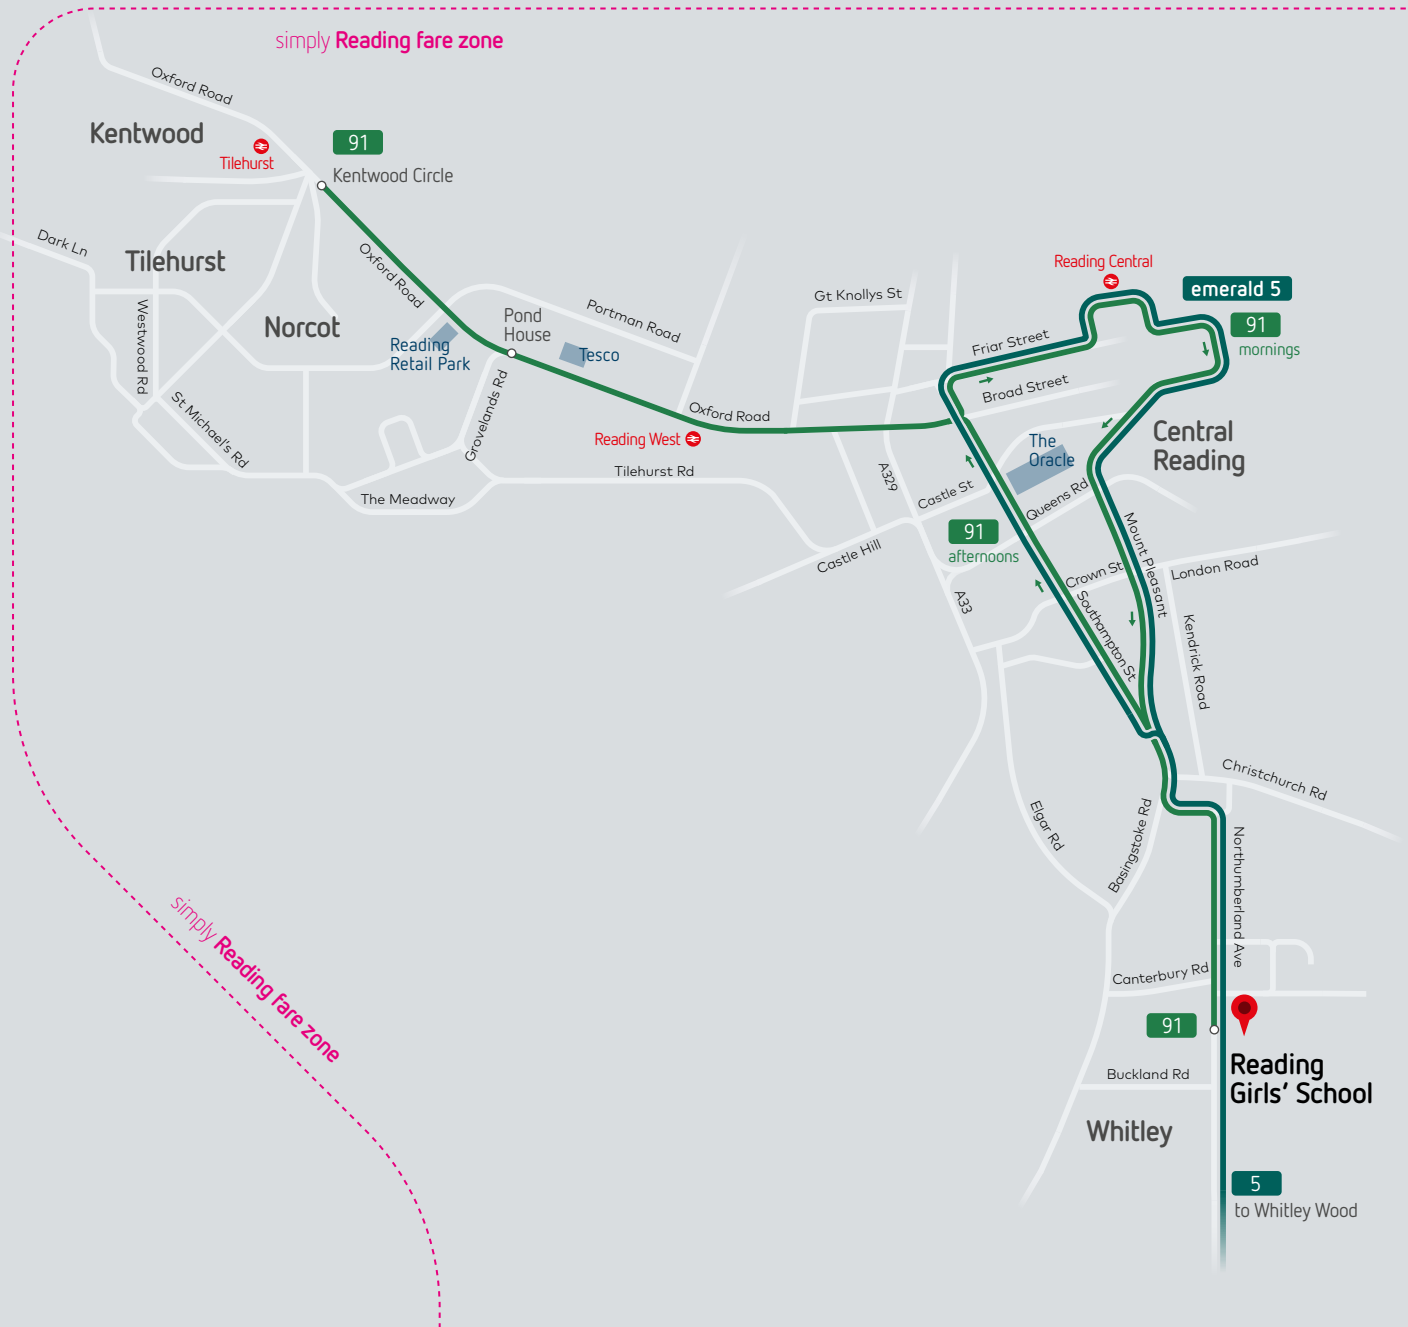 simply Reading fare zone
Oxford Road
Kentwood
Tilehurst
91
Kentwood Circle
Dark Ln
Tilehurst
Oxford Road
Westwood Rd
Norcot
Reading
Retail Park
Pond
House
Portman Road
Tesco
St Michael's Rd
Grovelands Rd
The Meadway
Reading West
Oxford Road
Tilehurst Rd
Gt Knollys St
Reading Central
emerald 5
91
mornings
Friar Street
Broad Street
The
Oracle
Central
Reading
A329
Castle St
Queens Rd
91
afternoons
Castle Hill
A33
Crown St
Mount Pleasant
London Road
Southampton St
Kendrick Road
Christchurch Rd
Elgar Rd
Basingstoke Rd
Northumberland Ave
simply Reading fare zone
Canterbury Rd
91
Reading
Girls' School
Buckland Rd
Whitley
5
to Whitley Wood